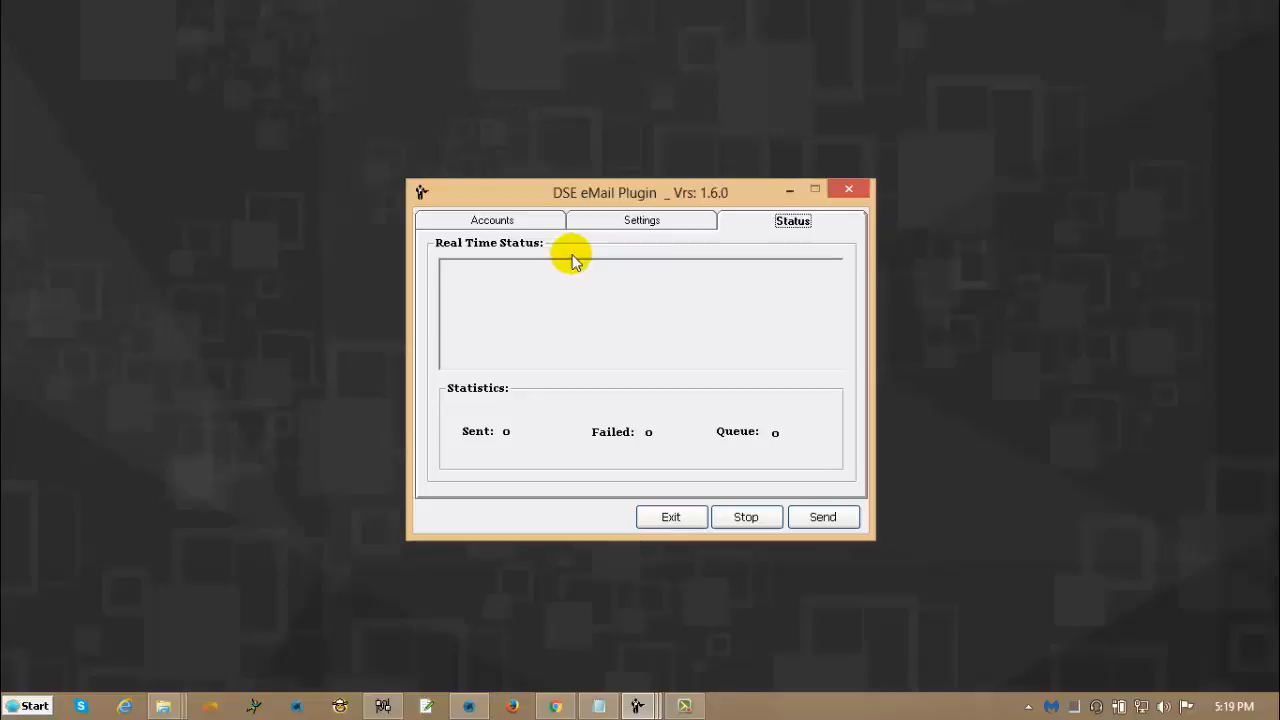 DSE eMail Plugin _ Vrs: 1.6.0
Accounts Settings Status
Real Time Status:
Statistics:
Sent: 0 Failed: 0 Queue: 0
Exit Stop Send
Start 5:19 PM